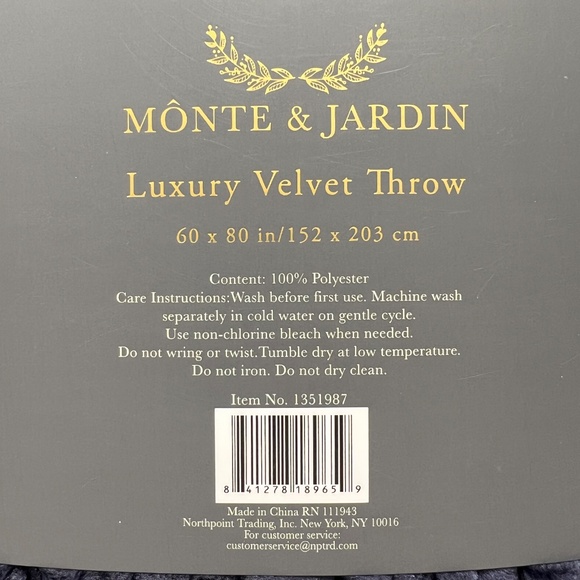 MÔNTE & JARDIN
Luxury Velvet Throw
60 x 80 in/152 x 203 cm
Content: 100% Polyester
Care Instructions:Wash before first use. Machine wash
separately in cold water on gentle cycle.
Use non-chlorine bleach when needed.
Do not wring or twist.Tumble dry at low temperature.
Do not iron. Do not dry clean.
Item No. 1351987
8 41278 18965 9
Made in China RN 111943
Northpoint Trading, Inc. New York, NY 10016
For customer service:
customerservice@nptrd.com